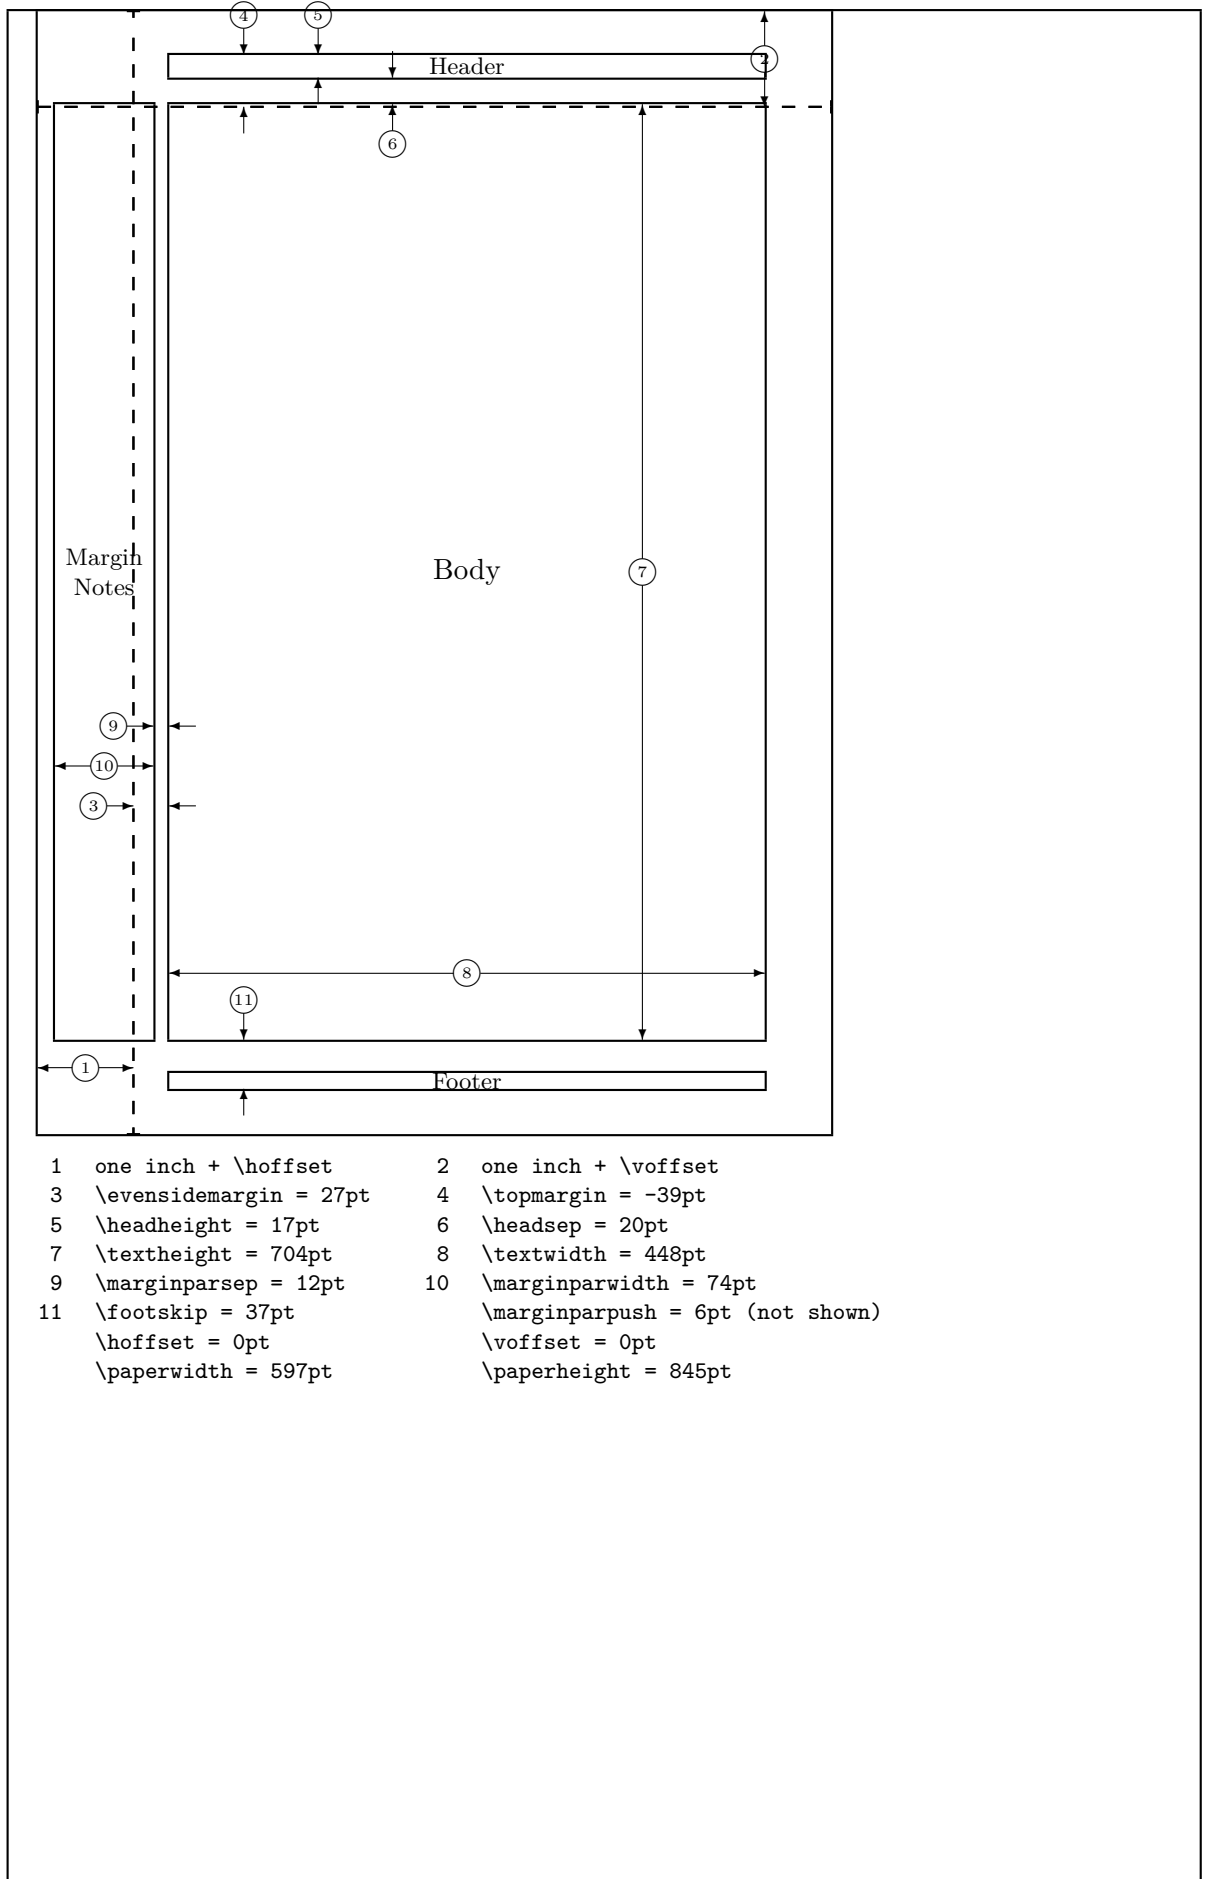 4 5
2
Header
6
Margin
Notes
Body
7
9
10
3
8
11
1
Footer
1 one inch + \hoffset 2 one inch + \voffset
3 \evensidemargin = 27pt 4 \topmargin = -39pt
5 \headheight = 17pt 6 \headsep = 20pt
7 \textheight = 704pt 8 \textwidth = 448pt
9 \marginparsep = 12pt 10 \marginparwidth = 74pt
11 \footskip = 37pt \marginparpush = 6pt (not shown)
\hoffset = 0pt \voffset = 0pt
\paperwidth = 597pt \paperheight = 845pt